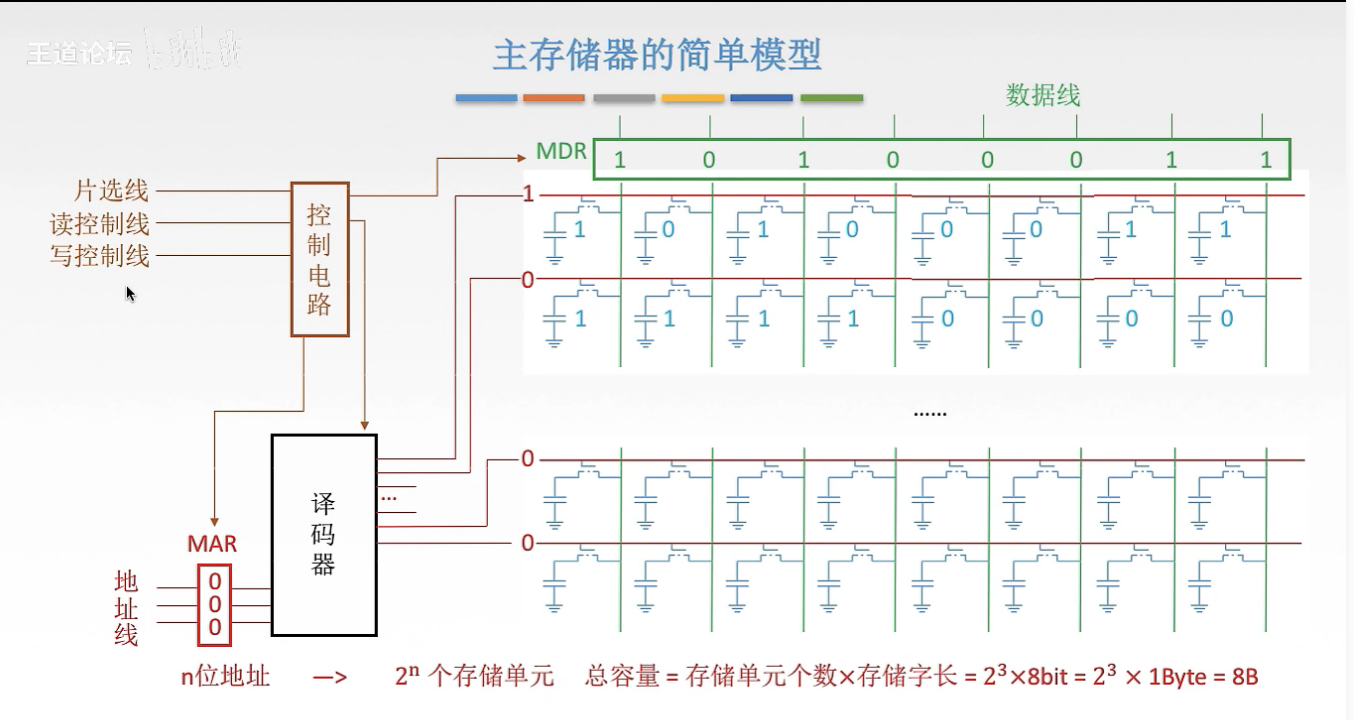 王道论坛 bilibili
主存储器的简单模型
数据线
MDR 1 0 1 0 0 0 1 1
片选线
读控制线
写控制线
控制电路
1
1 0 1 0 0 0 1 1
0
1 1 1 1 0 0 0 0
……
0
0
译码器
...
MAR
地址线
0
0
0
n位地址 —> 2ⁿ 个存储单元 总容量 = 存储单元个数×存储字长 = 2³×8bit = 2³ × 1Byte = 8B